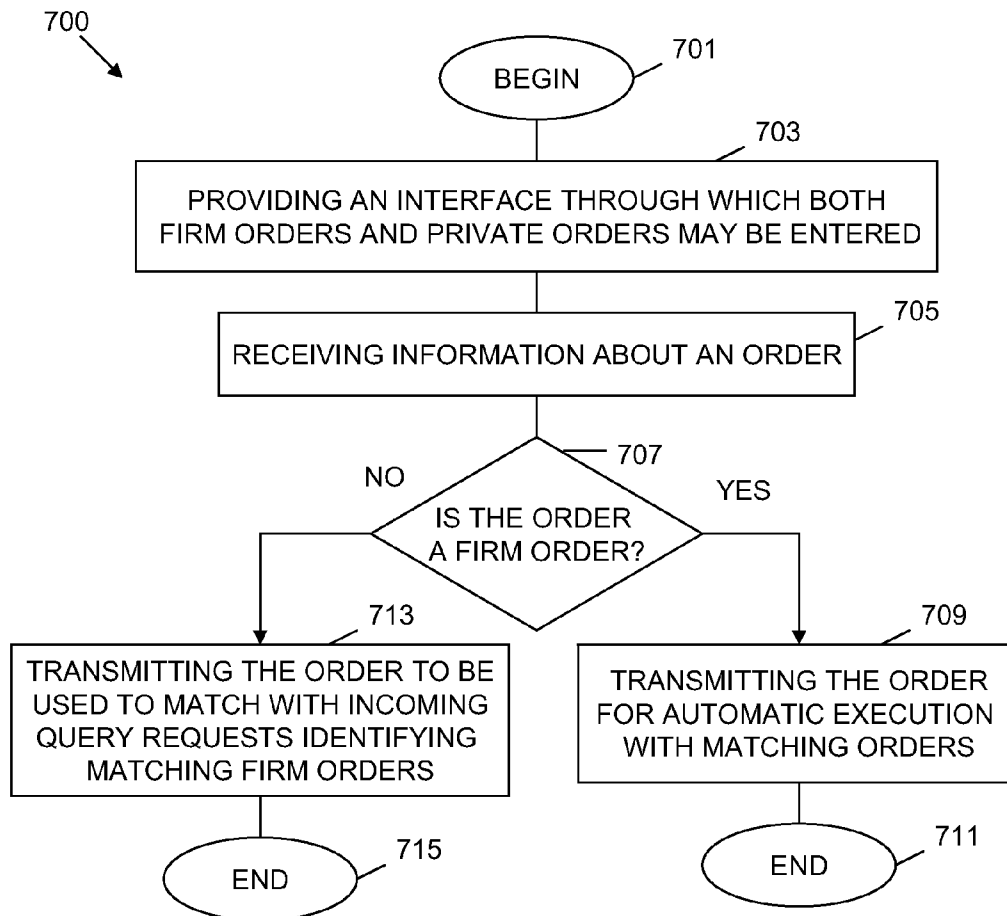 700
701
BEGIN
703
PROVIDING AN INTERFACE THROUGH WHICH BOTH
FIRM ORDERS AND PRIVATE ORDERS MAY BE ENTERED
705
RECEIVING INFORMATION ABOUT AN ORDER
707
NO
YES
IS THE ORDER
A FIRM ORDER?
713
TRANSMITTING THE ORDER TO BE
USED TO MATCH WITH INCOMING
QUERY REQUESTS IDENTIFYING
MATCHING FIRM ORDERS
709
TRANSMITTING THE ORDER
FOR AUTOMATIC EXECUTION
WITH MATCHING ORDERS
715
END
711
END